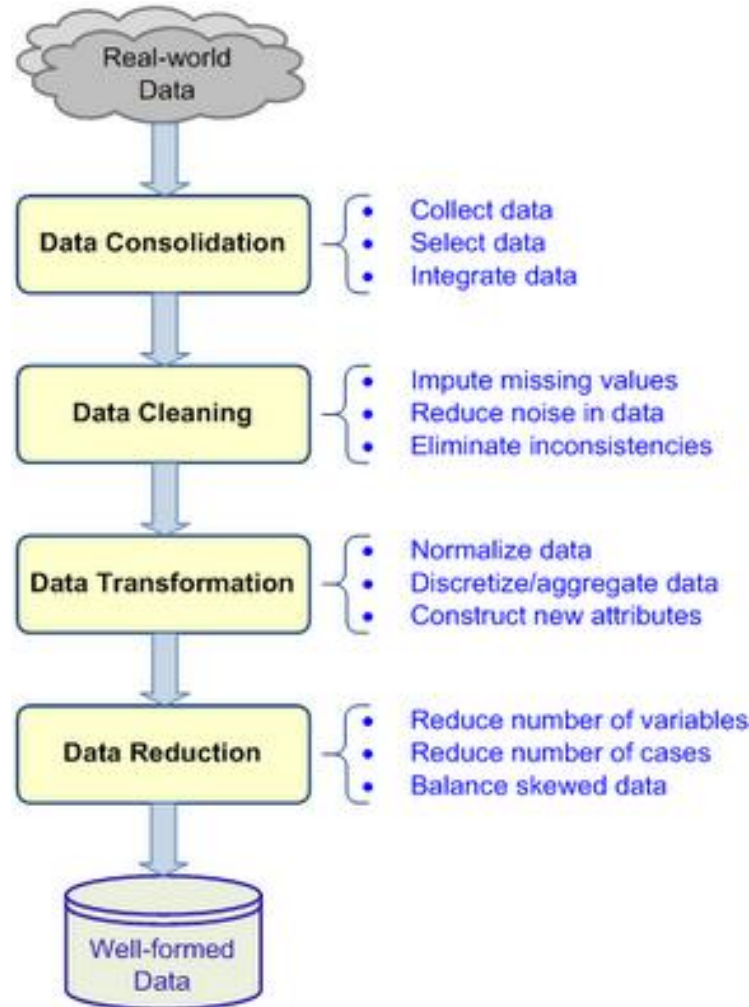 Real-world
Data
Data Consolidation
• Collect data
• Select data
• Integrate data
Data Cleaning
• Impute missing values
• Reduce noise in data
• Eliminate inconsistencies
Data Transformation
• Normalize data
• Discretize/aggregate data
• Construct new attributes
Data Reduction
• Reduce number of variables
• Reduce number of cases
• Balance skewed data
Well-formed
Data